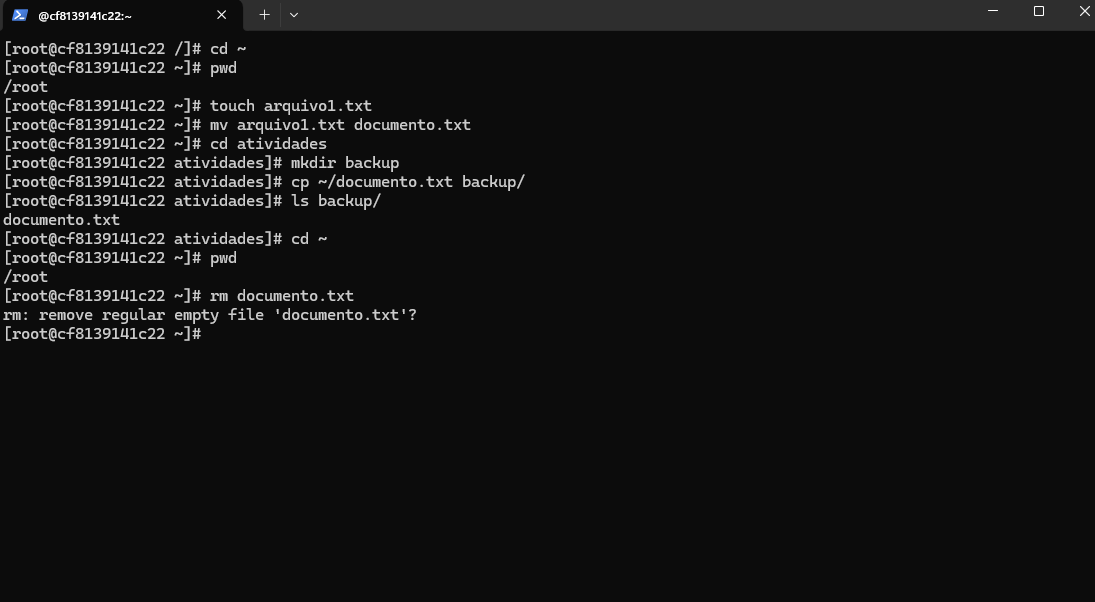 @cf8139141c22:~
[root@cf8139141c22 /]# cd ~
[root@cf8139141c22 ~]# pwd
/root
[root@cf8139141c22 ~]# touch arquivo1.txt
[root@cf8139141c22 ~]# mv arquivo1.txt documento.txt
[root@cf8139141c22 ~]# cd atividades
[root@cf8139141c22 atividades]# mkdir backup
[root@cf8139141c22 atividades]# cp ~/documento.txt backup/
[root@cf8139141c22 atividades]# ls backup/
documento.txt
[root@cf8139141c22 atividades]# cd ~
[root@cf8139141c22 ~]# pwd
/root
[root@cf8139141c22 ~]# rm documento.txt
rm: remove regular empty file 'documento.txt'?
[root@cf8139141c22 ~]#